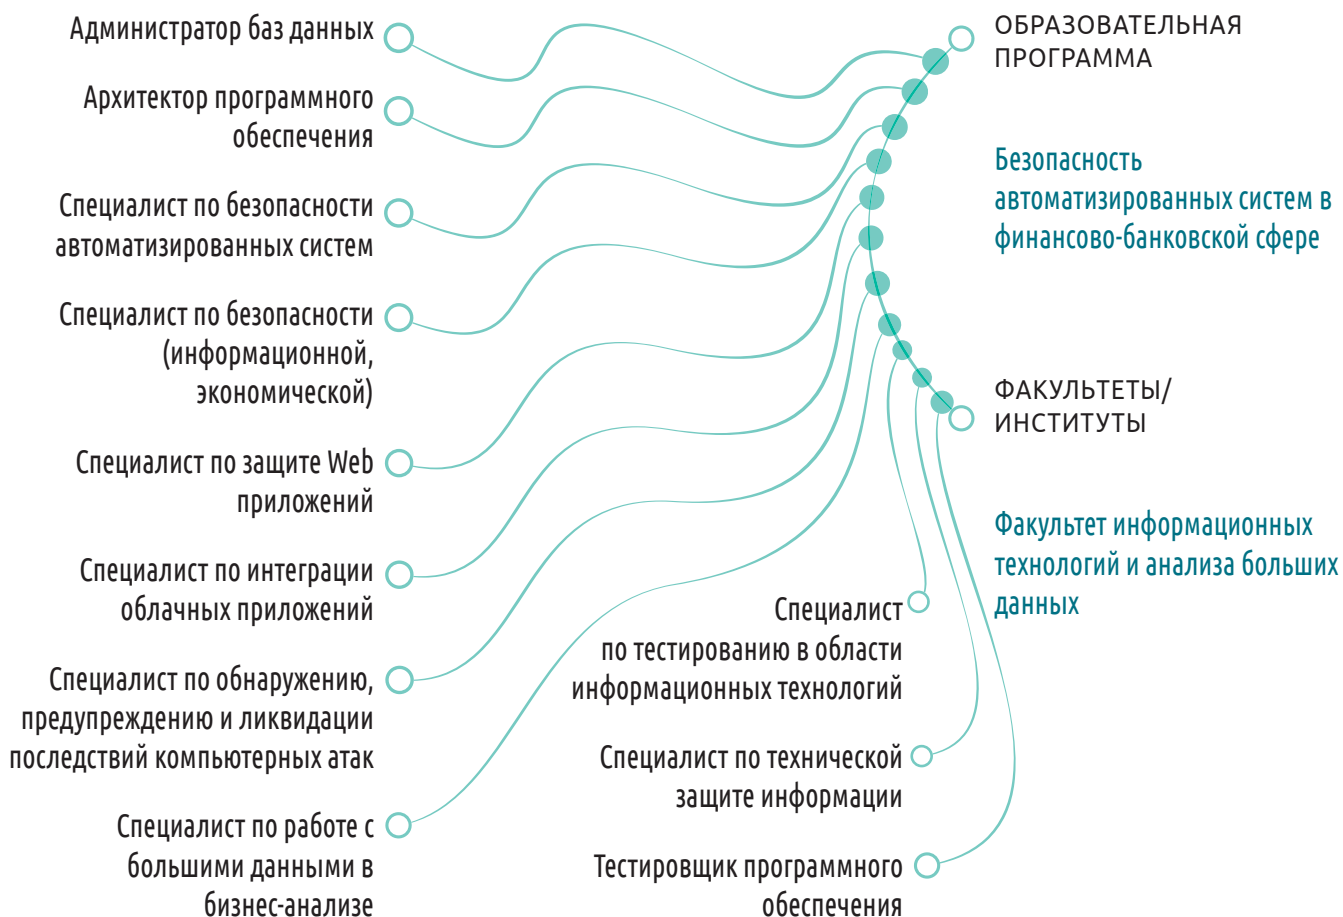 Администратор баз данных
Архитектор программного
обеспечения
Специалист по безопасности
автоматизированных систем
Специалист по безопасности
(информационной,
экономической)
Специалист по защите Web
приложений
Специалист по интеграции
облачных приложений
Специалист по обнаружению,
предупреждению и ликвидации
последствий компьютерных атак
Специалист по работе с
большими данными в
бизнес-анализе
Специалист
по тестированию в области
информационных технологий
Специалист по технической
защите информации
Тестировщик программного
обеспечения
ОБРАЗОВАТЕЛЬНАЯ
ПРОГРАММА
Безопасность
автоматизированных систем в
финансово-банковской сфере
ФАКУЛЬТЕТЫ/
ИНСТИТУТЫ
Факультет информационных
технологий и анализа больших
данных